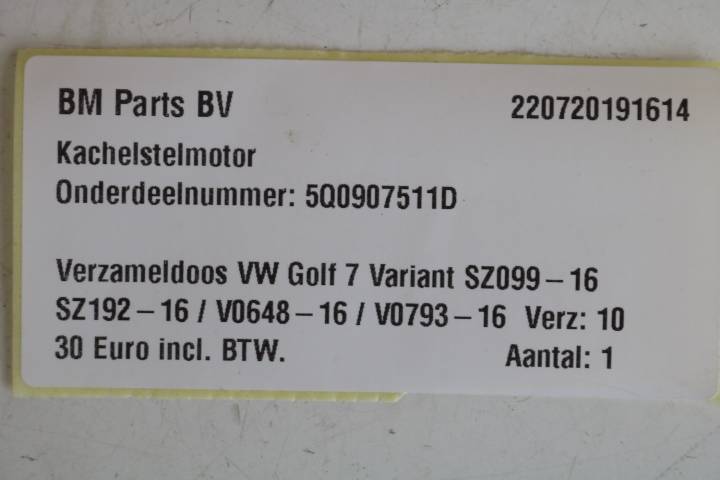 BM Parts BV 220720191614
Kachelstelmotor
Onderdeelnummer: 5Q0907511D
Verzameldoos VW Golf 7 Variant SZ099-16
SZ192-16 / V0648-16 / V0793-16 Verz: 10
30 Euro incl. BTW. Aantal: 1